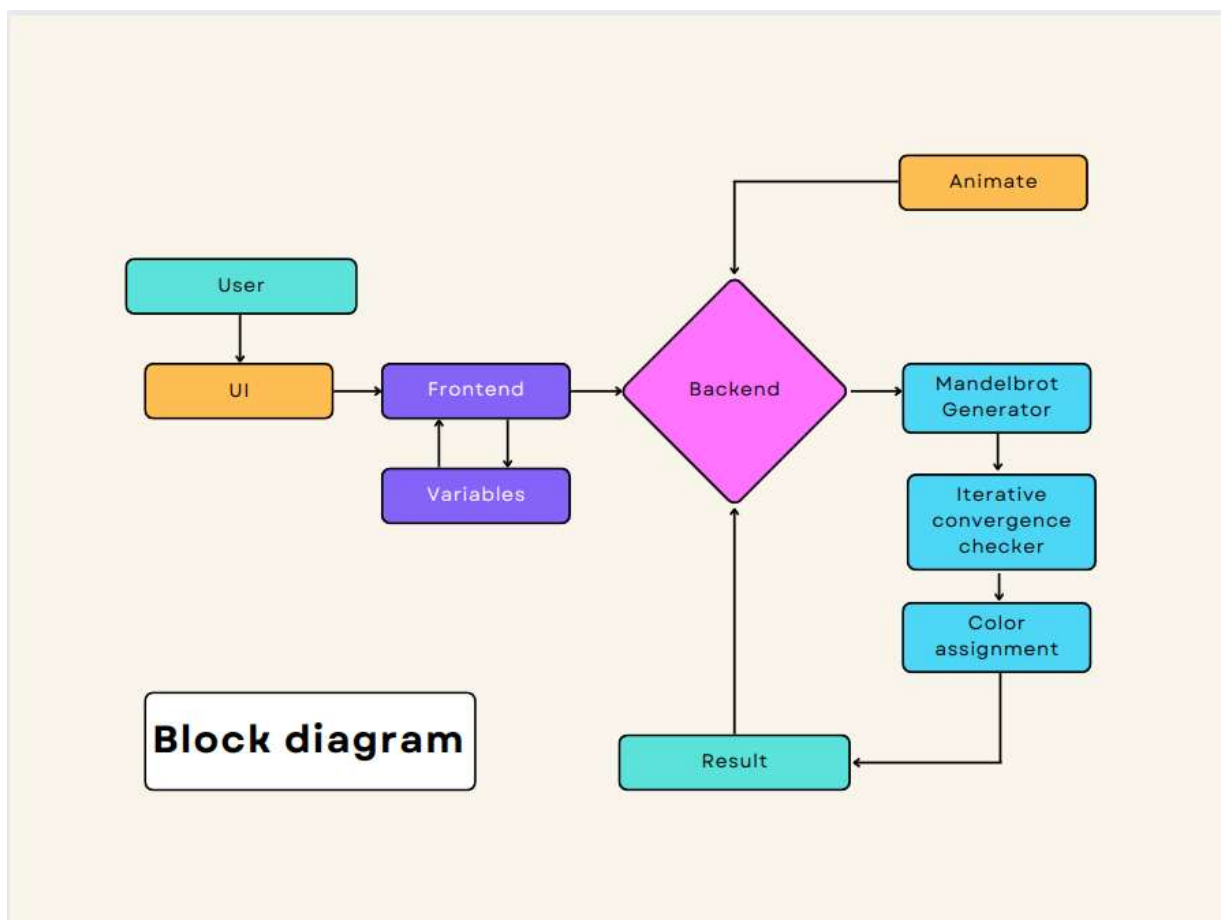 Animate
User
UI
Frontend
Backend
Mandelbrot
Generator
Variables
Iterative
convergence
checker
Color
assignment
Block diagram
Result